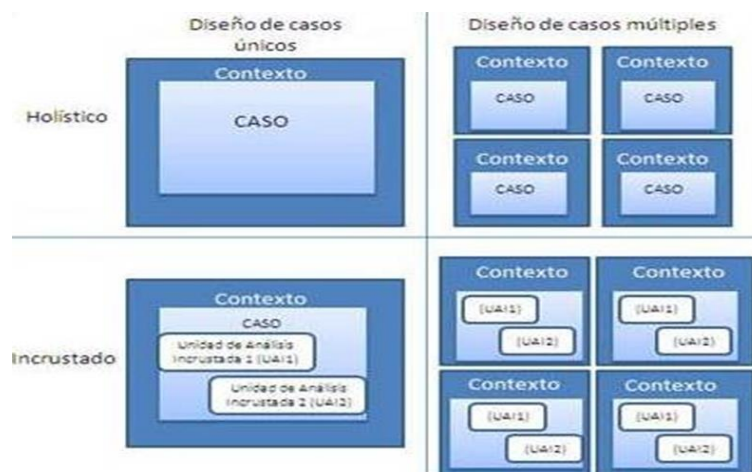 Diseño de casos
únicos
Diseño de casos múltiples
Holístico
Contexto
CASO
Contexto
CASO
Contexto
CASO
Contexto
CASO
Contexto
CASO
Incrustado
Contexto
CASO
Unidad de Análisis
Incrustada 1 (UAI1)
Unidad de Análisis
Incrustada 2 (UAI2)
Contexto
(UAI1)
(UAI2)
Contexto
(UAI1)
(UAI2)
Contexto
(UAI1)
(UAI2)
Contexto
(UAI1)
(UAI2)